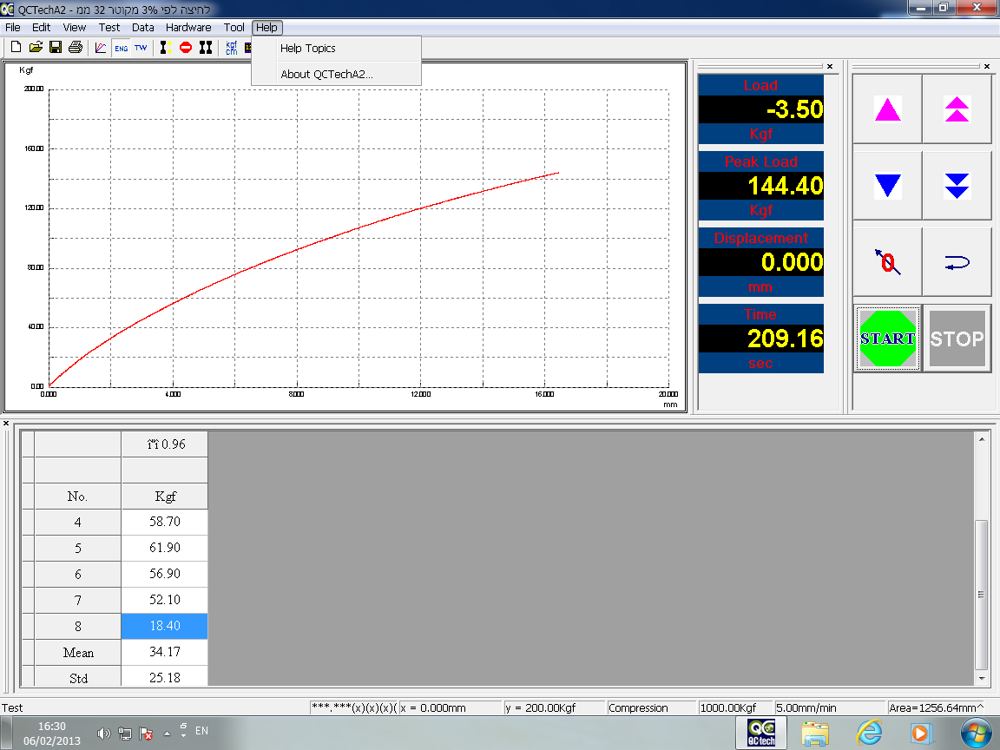 QCTechA2 - לחיצה לפי 3% מקוטר 32 ממ
File Edit View Test Data Hardware Tool Help
ENG TW kgf cm
Help Topics
About QCTechA2...
Kgf
200.00
160.00
120.00
80.00
40.00
0.00
0.000 4.000 8.000 12.000 16.000 20.000
mm
Load
-3.50
Kgf
Peak Load
144.40
Kgf
Displacement
0.000
mm
Time
209.16
sec
0
START STOP
î"î 0.96
No. Kgf
4 58.70
5 61.90
6 56.90
7 52.10
8 18.40
Mean 34.17
Std 25.18
Test ***.***(x)(x)(x)( x = 0.000mm y = 200.00Kgf Compression 1000.00Kgf 5.00mm/min Area=1256.64mm^
16:30
06/02/2013
EN
QC
QCtech